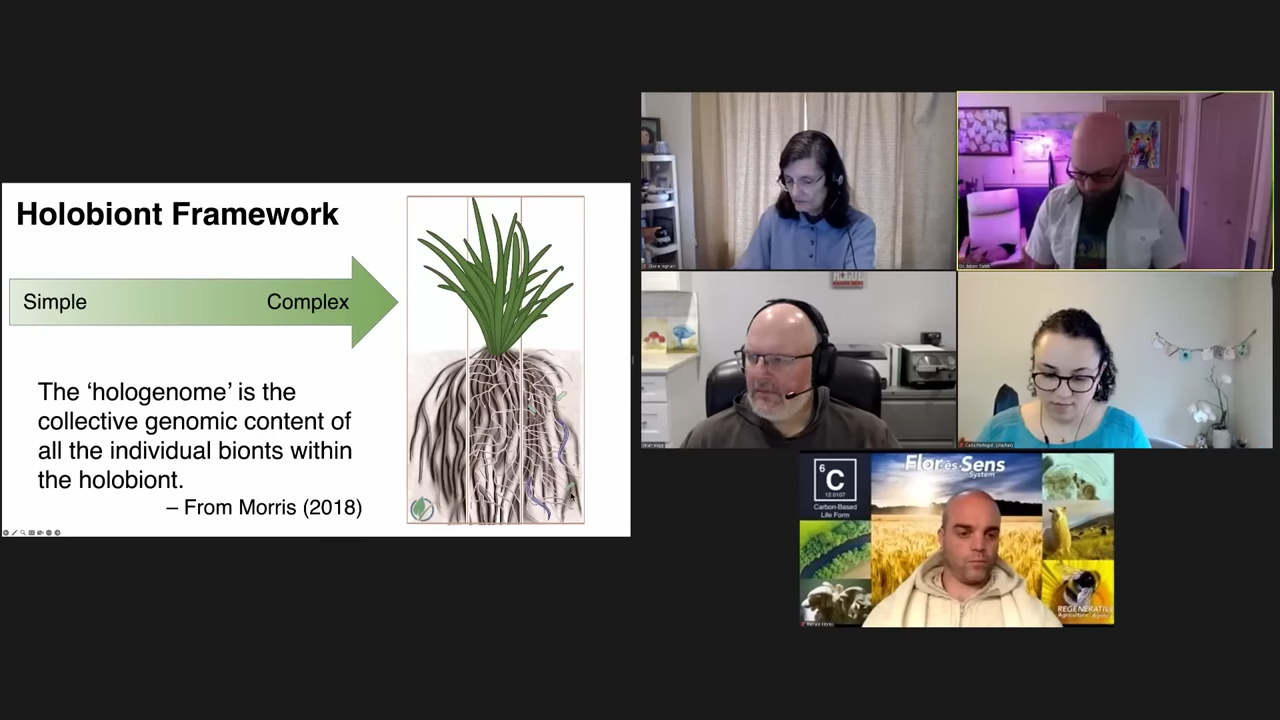 Holobiont Framework
Simple
Complex
The ‘hologenome’ is the
collective genomic content of
all the individual bionts within
the holobiont.
– From Morris (2018)
Flor-ès-Sens
System
6
C
12.0107
Carbon-Based
Life Form
REGENERATIVE